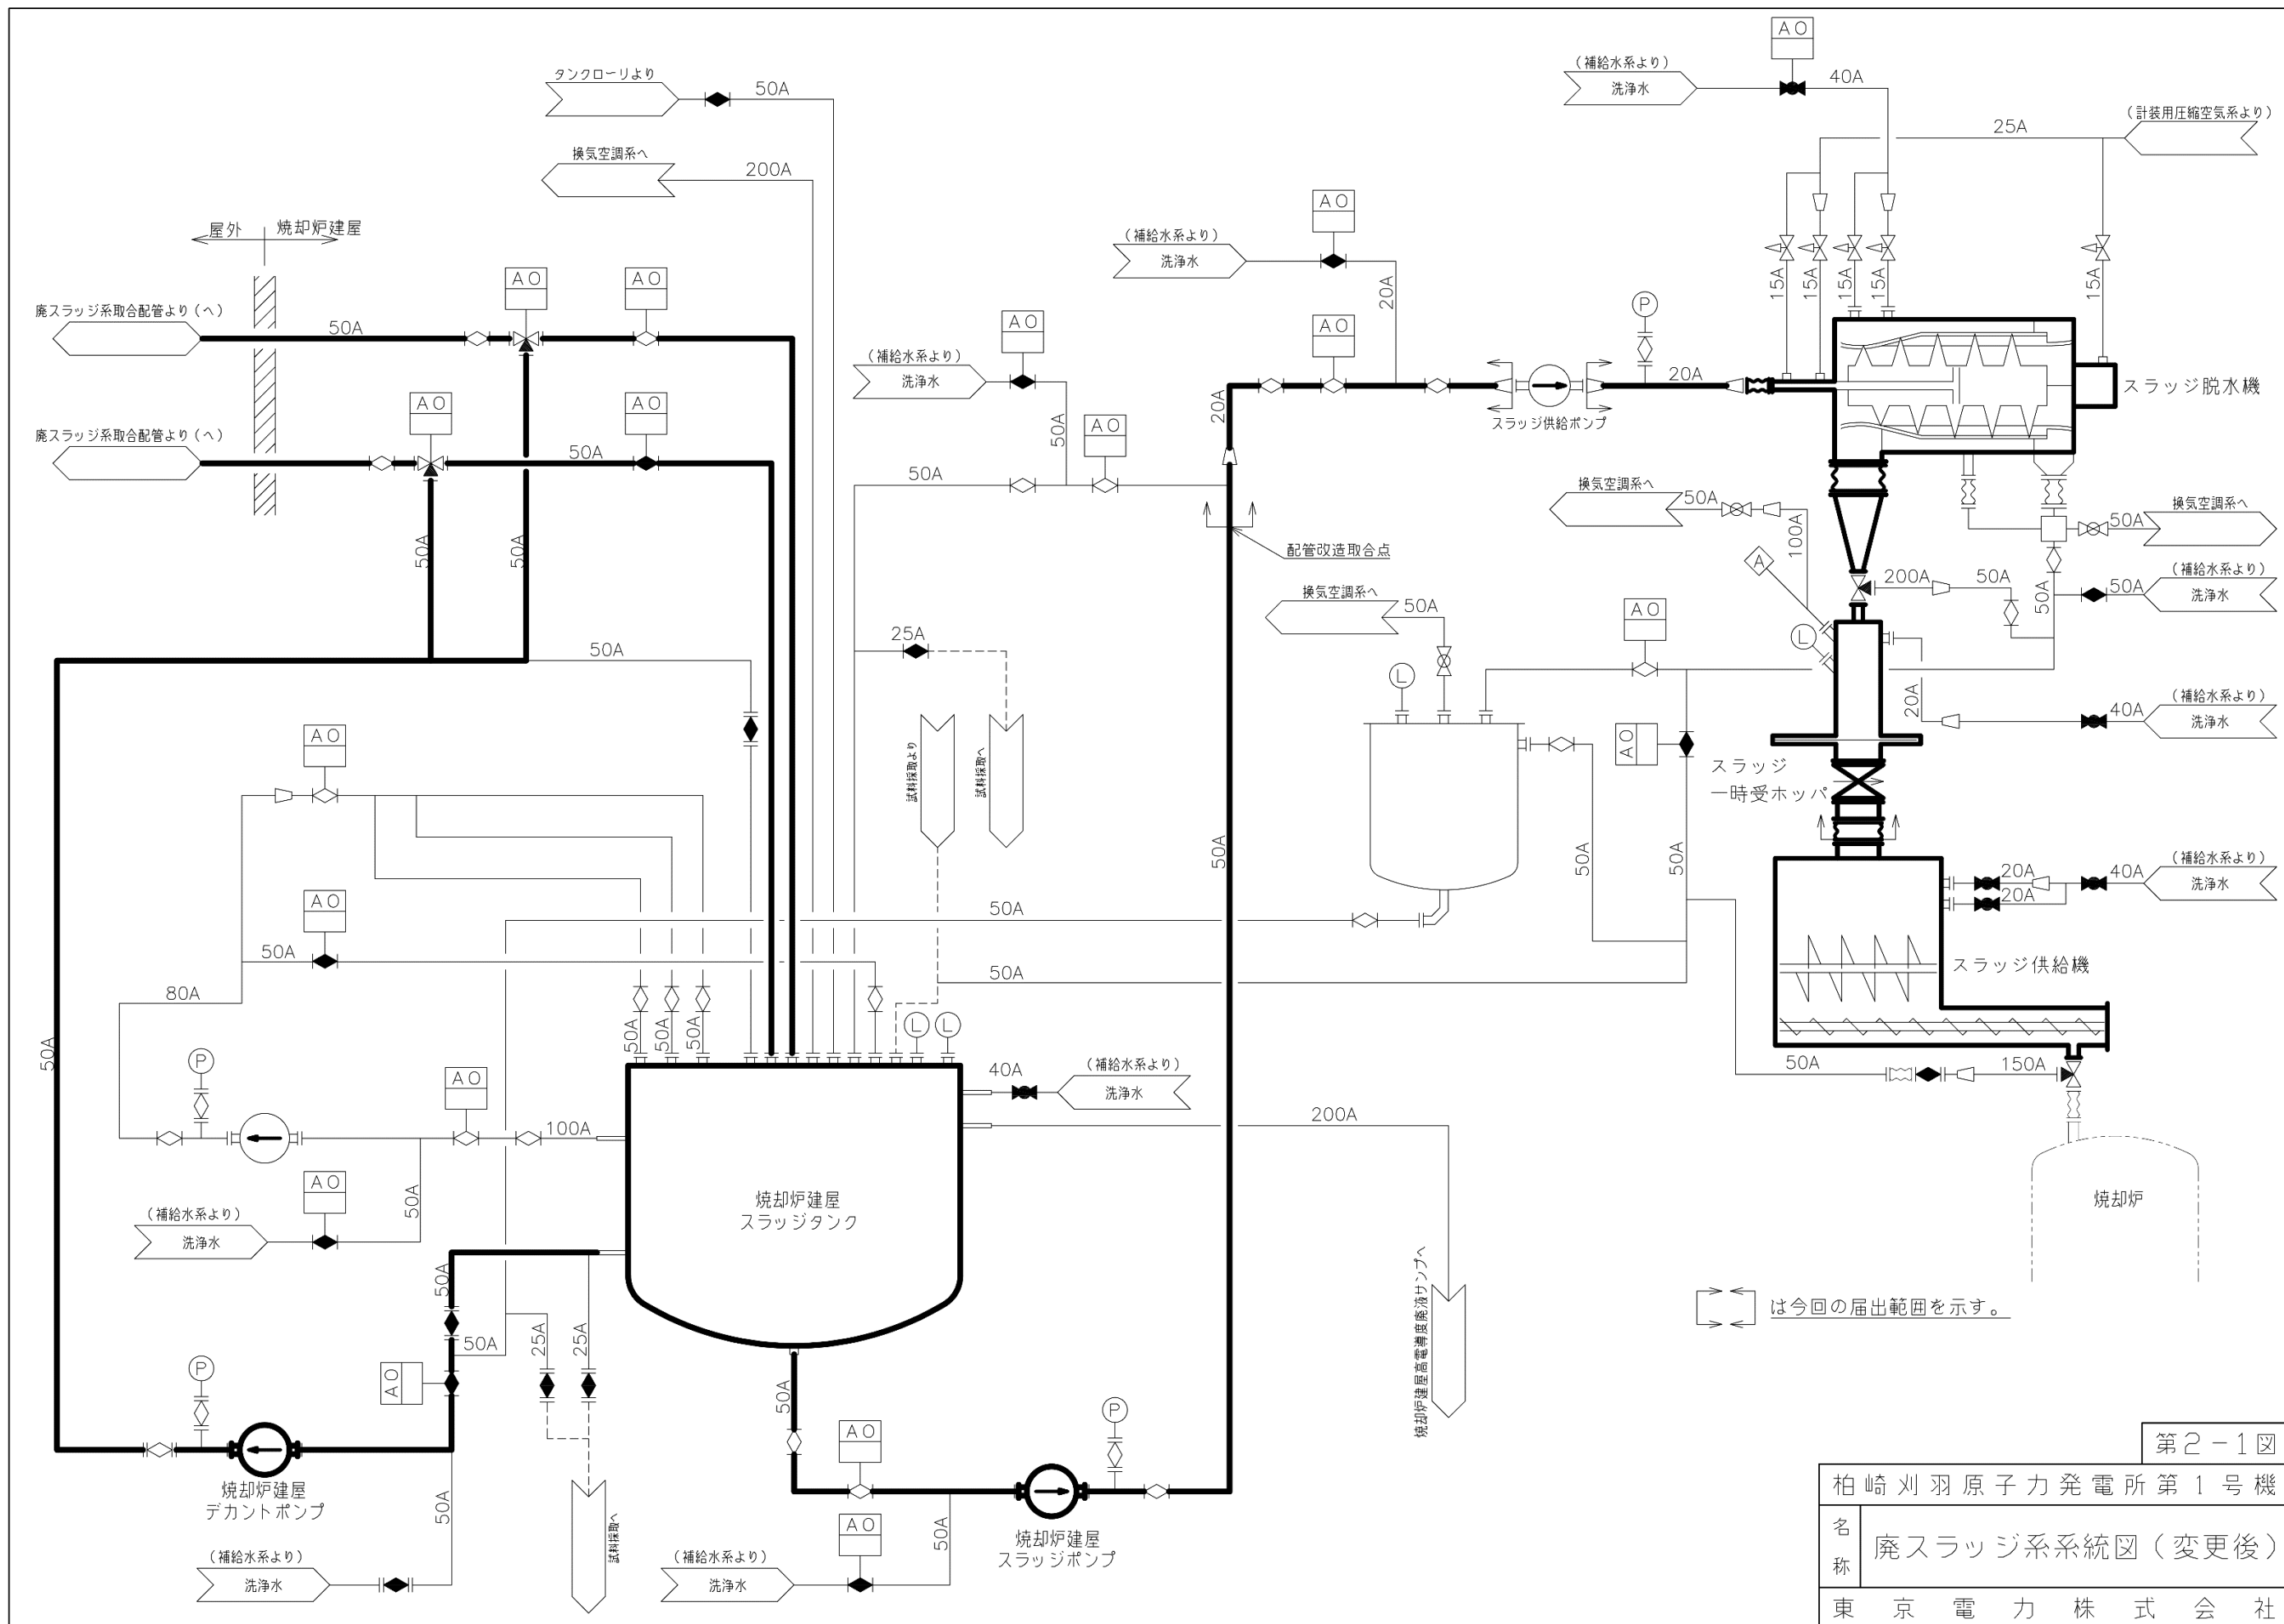 AO
(補給水系より)
洗浄水
40A
タンクローリより
50A
(計装用圧縮空気系より)
25A
換気空調系へ
200A
屋外
焼却炉建屋
AO
(補給水系より)
洗浄水
20A
15A
15A
15A
15A
15A
AO
AO
廃スラッジ系取合配管より(へ)
50A
AO
(補給水系より)
洗浄水
AO
P
20A
スラッジ脱水機
スラッジ供給ポンプ
20A
AO
AO
廃スラッジ系取合配管より(へ)
50A
50A
AO
50A
換気空調系へ
50A
100A
換気空調系へ
50A
配管改造取合点
50A
50A
A
200A
50A
50A
(補給水系より)
洗浄水
50A
換気空調系へ
50A
AO
L
25A
50A
L
20A
(補給水系より)
洗浄水
40A
AO
試料採取より
試料採取へ
AO
スラッジ
一時受ホッパ
50A
50A
50A
(補給水系より)
洗浄水
20A
40A
20A
AO
50A
50A
50A
スラッジ供給機
80A
50A
50A
50A
50A
L
L
P
AO
100A
40A
(補給水系より)
洗浄水
50A
150A
200A
AO
50A
(補給水系より)
洗浄水
焼却炉建屋
スラッジタンク
焼却炉
50A
50A
25A
25A
焼却炉建屋高電導度廃液サンプへ
は今回の届出範囲を示す。
P
AO
50A
AO
P
焼却炉建屋
デカントポンプ
50A
試料採取へ
(補給水系より)
洗浄水
AO
50A
焼却炉建屋
スラッジポンプ
(補給水系より)
洗浄水
第2-1図
柏崎刈羽原子力発電所第1号機
名称
廃スラッジ系系統図(変更後)
東京電力株式会社